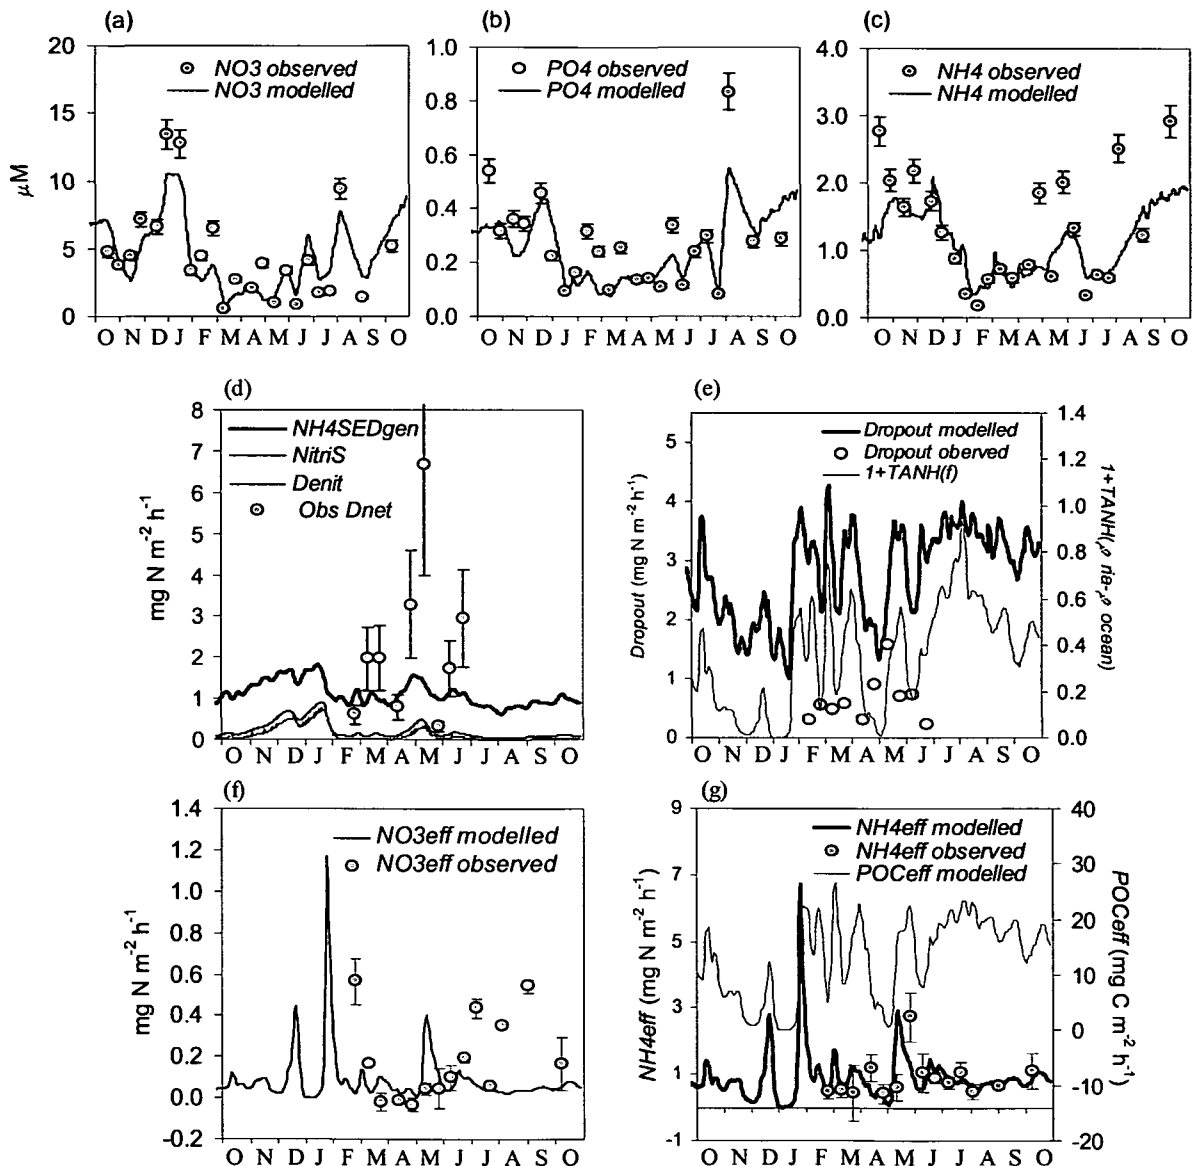 (a)
(b)
(c)
20
15
10
5
0
µM
NO3 observed
NO3 modelled
O N D J F M A M J J A S O
1.0
0.8
0.6
0.4
0.2
0.0
PO4 observed
PO4 modelled
O N D J F M A M J J A S O
4.0
3.0
2.0
1.0
0.0
NH4 observed
NH4 modelled
O N D J F M A M J J A S O
(d)
8
7
6
5
4
3
2
1
0
mg N m-2 h-1
NH4SEDgen
NitriS
Denit
Obs Dnet
O N D J F M A M J J A S O
(e)
5
4
3
2
1
0
Dropout (mg N m-2 h-1)
Dropout modelled
Dropout oberved
1+TANH(f)
1.4
1.2
1.0
0.8
0.6
0.4
0.2
0.0
1+TANH(ρ ria-ρ ocean)
O N D J F M A M J J A S O
(f)
1.4
1.2
1.0
0.8
0.6
0.4
0.2
0.0
-0.2
mg N m-2 h-1
NO3eff modelled
NO3eff observed
O N D J F M A M J J A S O
(g)
9
7
5
3
1
-1
NH4eff (mg N m-2 h-1)
NH4eff modelled
NH4eff observed
POCeff modelled
40
30
20
10
0
-10
-20
POCeff (mg C m-2 h-1)
O N D J F M A M J J A S O